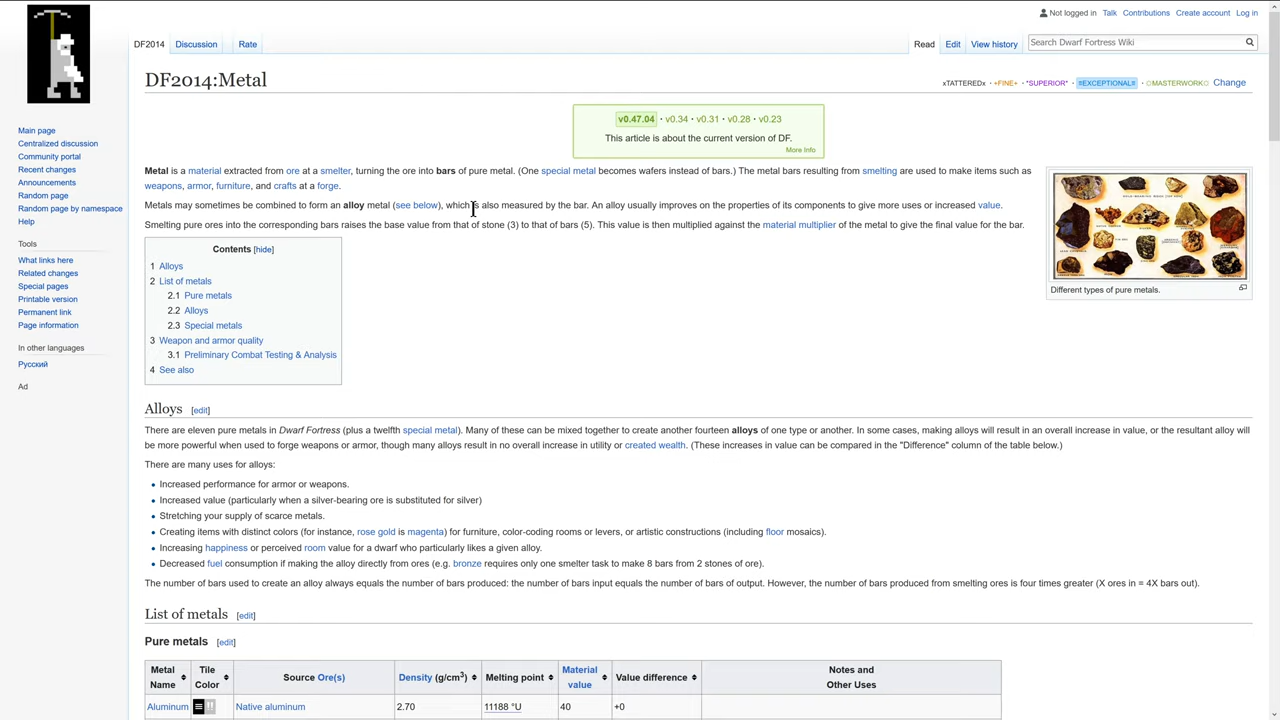 Not logged in Talk Contributions Create account Log in
DF2014 Discussion Rate Read Edit View history Search Dwarf Fortress Wiki
DF2014:Metal
xTATTEREDx · +FINE+ · *SUPERIOR* · ≡EXCEPTIONAL≡ · ☼MASTERWORK☼ Change
v0.47.04 · v0.34 · v0.31 · v0.28 · v0.23
This article is about the current version of DF.
More Info
Main page
Centralized discussion
Community portal
Recent changes
Announcements
Random page
Random page by namespace
Help
Tools
What links here
Related changes
Special pages
Printable version
Permanent link
Page information
In other languages
Русский
Ad
Metal is a material extracted from ore at a smelter, turning the ore into bars of pure metal. (One special metal becomes wafers instead of bars.) The metal bars resulting from smelting are used to make items such as
weapons, armor, furniture, and crafts at a forge.
Metals may sometimes be combined to form an alloy metal (see below), which is also measured by the bar. An alloy usually improves on the properties of its components to give more uses or increased value.
Smelting pure ores into the corresponding bars raises the base value from that of stone (3) to that of bars (5). This value is then multiplied against the material multiplier of the metal to give the final value for the bar.
Different types of pure metals.
Contents [hide]
1 Alloys
2 List of metals
2.1 Pure metals
2.2 Alloys
2.3 Special metals
3 Weapon and armor quality
3.1 Preliminary Combat Testing & Analysis
4 See also
Alloys [edit]
There are eleven pure metals in Dwarf Fortress (plus a twelfth special metal). Many of these can be mixed together to create another fourteen alloys of one type or another. In some cases, making alloys will result in an overall increase in value, or the resultant alloy will
be more powerful when used to forge weapons or armor, though many alloys result in no overall increase in utility or created wealth. (These increases in value can be compared in the "Difference" column of the table below.)
There are many uses for alloys:
• Increased performance for armor or weapons.
• Increased value (particularly when a silver-bearing ore is substituted for silver)
• Stretching your supply of scarce metals.
• Creating items with distinct colors (for instance, rose gold is magenta) for furniture, color-coding rooms or levers, or artistic constructions (including floor mosaics).
• Increasing happiness or perceived room value for a dwarf who particularly likes a given alloy.
• Decreased fuel consumption if making the alloy directly from ores (e.g. bronze requires only one smelter task to make 8 bars from 2 stones of ore).
The number of bars used to create an alloy always equals the number of bars produced: the number of bars input equals the number of bars of output. However, the number of bars produced from smelting ores is four times greater (X ores in = 4X bars out).
List of metals [edit]
Pure metals [edit]
Metal Name Tile Color Source Ore(s) Density (g/cm³) Melting point Material value Value difference Notes and Other Uses
Aluminum ≡ ‼ Native aluminum 2.70 11188 °U 40 +0